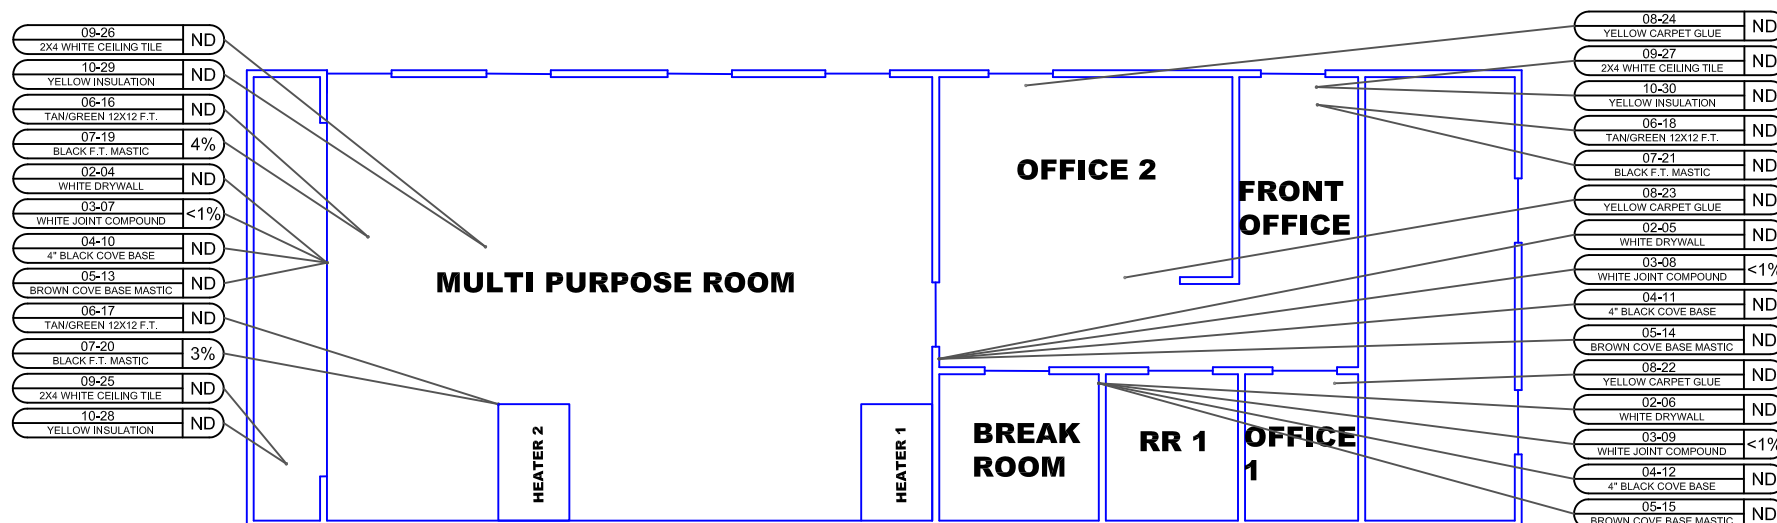 09-26
2X4 WHITE CEILING TILE
ND
10-29
YELLOW INSULATION
ND
06-16
TAN/GREEN 12X12 F.T.
ND
07-19
BLACK F.T. MASTIC
4%
02-04
WHITE DRYWALL
ND
03-07
WHITE JOINT COMPOUND
<1%
04-10
4" BLACK COVE BASE
ND
05-13
BROWN COVE BASE MASTIC
ND
06-17
TAN/GREEN 12X12 F.T.
ND
07-20
BLACK F.T. MASTIC
3%
09-25
2X4 WHITE CEILING TILE
ND
10-28
YELLOW INSULATION
ND
MULTI PURPOSE ROOM
HEATER 2
HEATER 1
OFFICE 2
FRONT
OFFICE
BREAK
ROOM
RR 1
OFFICE
1
08-24
YELLOW CARPET GLUE
ND
09-27
2X4 WHITE CEILING TILE
ND
10-30
YELLOW INSULATION
ND
06-18
TAN/GREEN 12X12 F.T.
ND
07-21
BLACK F.T. MASTIC
ND
08-23
YELLOW CARPET GLUE
ND
02-05
WHITE DRYWALL
ND
03-08
WHITE JOINT COMPOUND
<1%
04-11
4" BLACK COVE BASE
ND
05-14
BROWN COVE BASE MASTIC
ND
08-22
YELLOW CARPET GLUE
ND
02-06
WHITE DRYWALL
ND
03-09
WHITE JOINT COMPOUND
<1%
04-12
4" BLACK COVE BASE
ND
05-15
BROWN COVE BASE MASTIC
ND